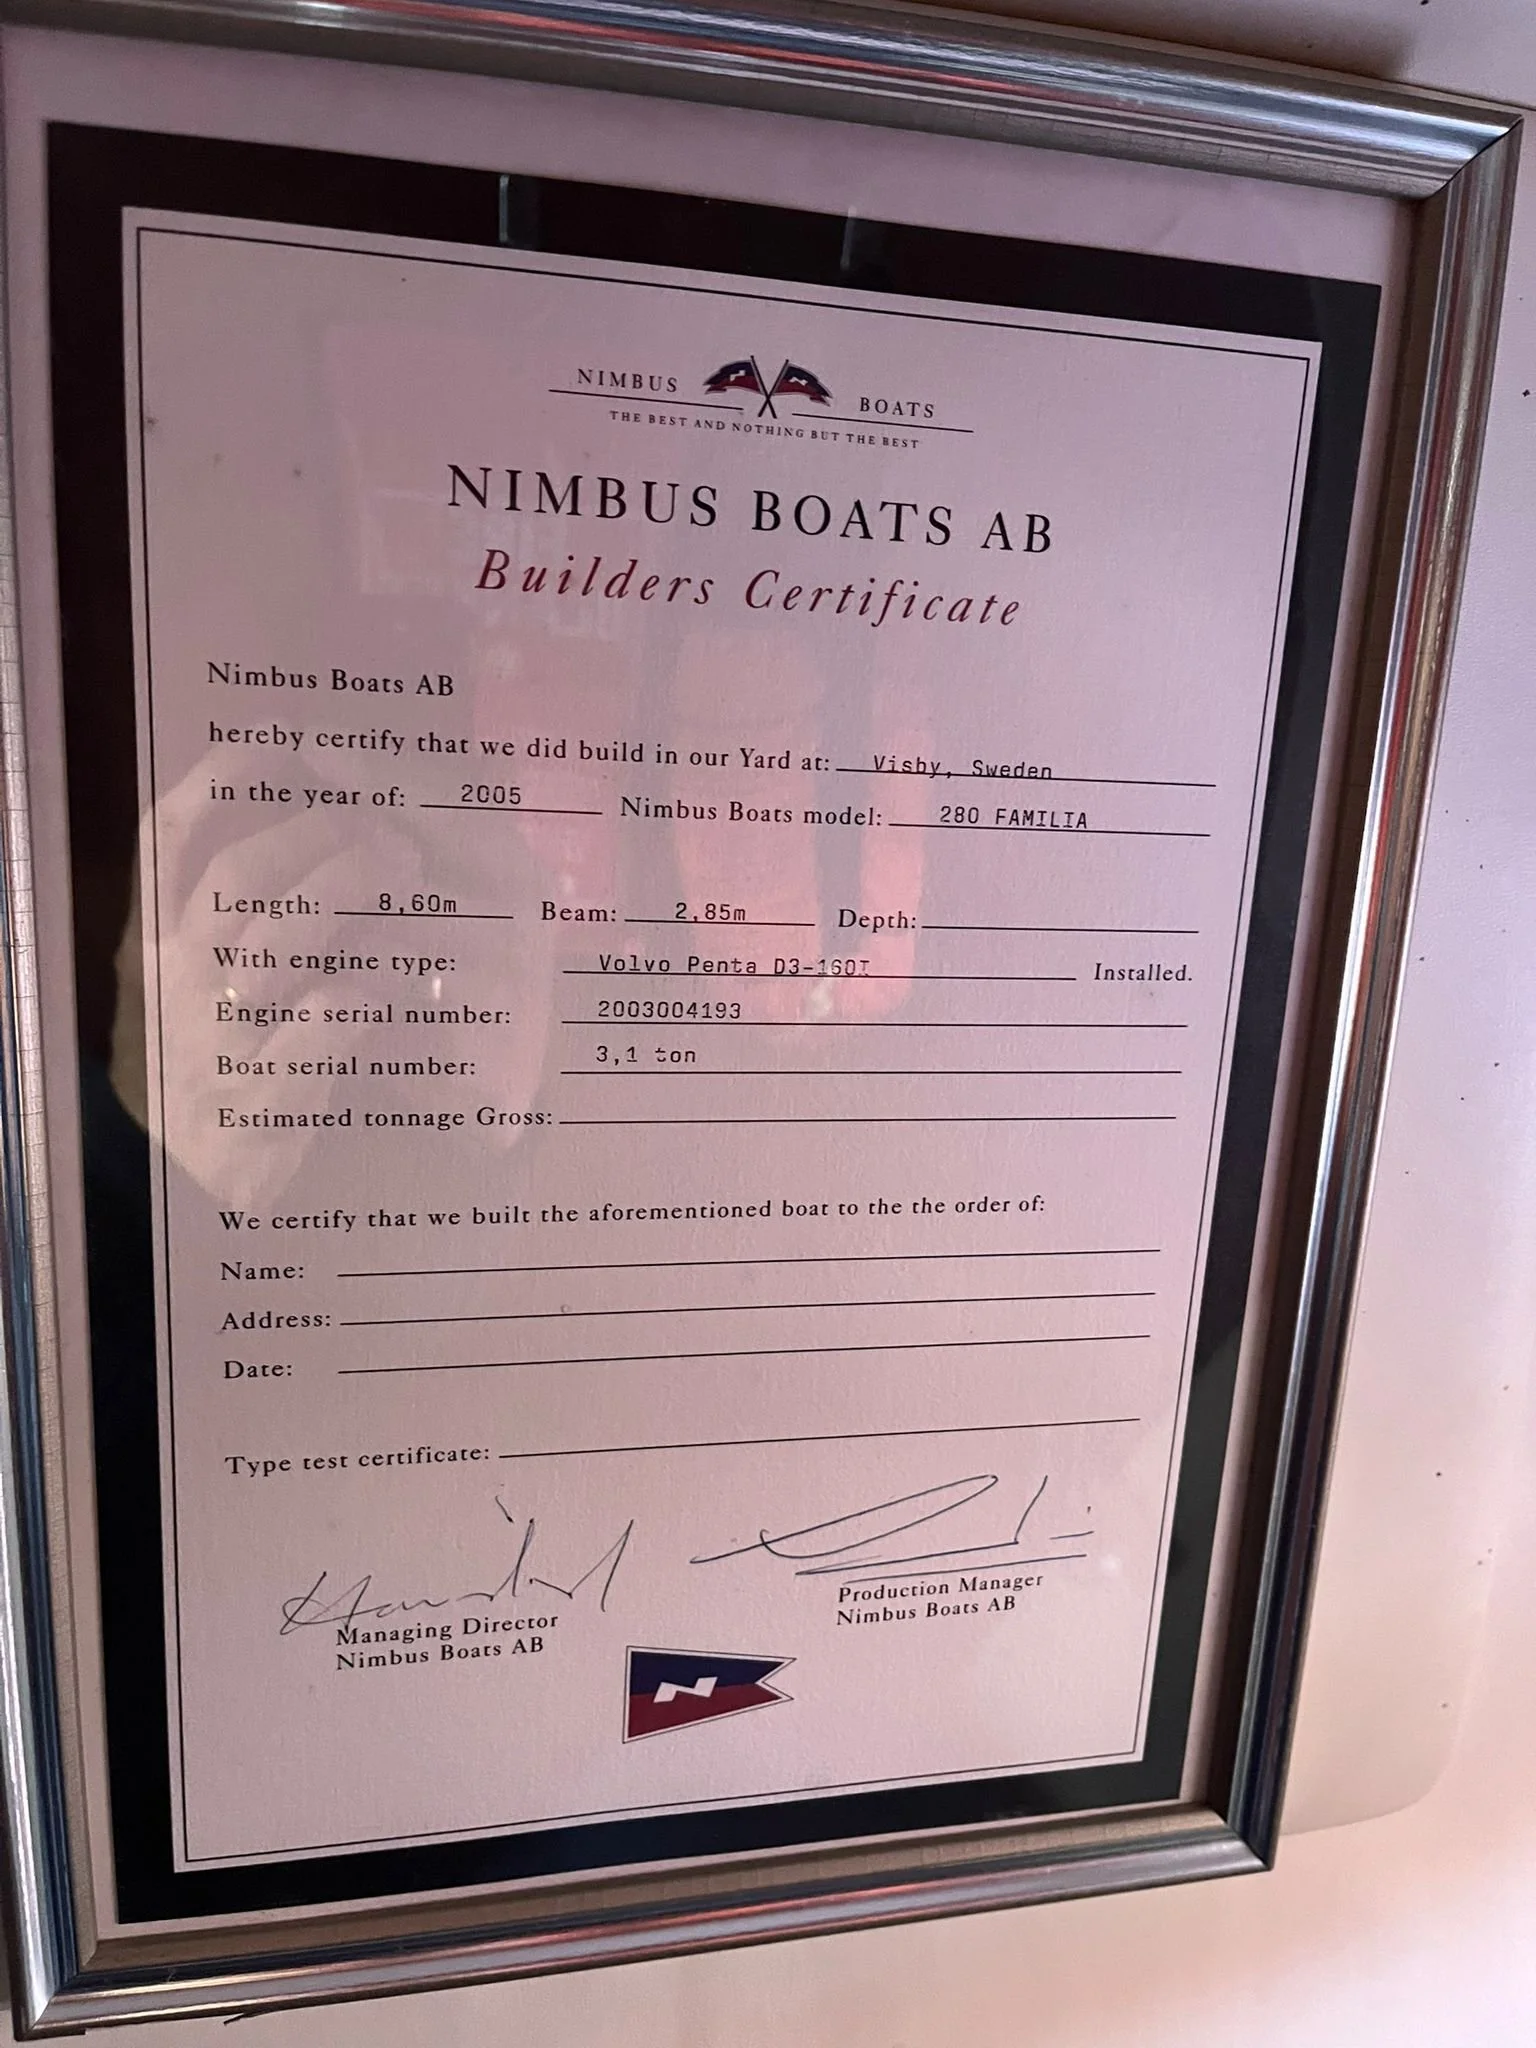 NIMBUS BOATS
THE BEST AND NOTHING BUT THE BEST
NIMBUS BOATS AB
Builders Certificate
Nimbus Boats AB
hereby certify that we did build in our Yard at: Visby, Sweden
in the year of: 2005 Nimbus Boats model: 280 FAMILIA
Length: 8,60m Beam: 2,85m Depth:
With engine type: Volvo Penta D3-160I Installed.
Engine serial number: 2003004193
Boat serial number: 3,1 ton
Estimated tonnage Gross:
We certify that we built the aforementioned boat to the the order of:
Name:
Address:
Date:
Type test certificate:
Managing Director
Nimbus Boats AB
Production Manager
Nimbus Boats AB
N